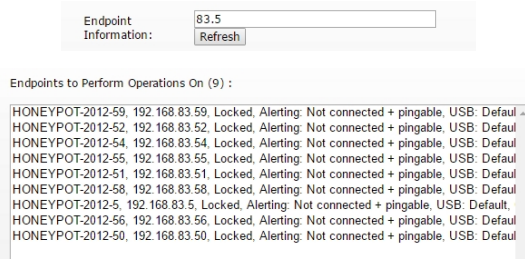 Endpoint
Information:
83.5
Refresh
Endpoints to Perform Operations On (9) :
HONEYPOT-2012-59, 192.168.83.59, Locked, Alerting: Not connected + pingable, USB: Defaul
HONEYPOT-2012-52, 192.168.83.52, Locked, Alerting: Not connected + pingable, USB: Defaul
HONEYPOT-2012-54, 192.168.83.54, Locked, Alerting: Not connected + pingable, USB: Defaul
HONEYPOT-2012-55, 192.168.83.55, Locked, Alerting: Not connected + pingable, USB: Defaul
HONEYPOT-2012-51, 192.168.83.51, Locked, Alerting: Not connected + pingable, USB: Defaul
HONEYPOT-2012-58, 192.168.83.58, Locked, Alerting: Not connected + pingable, USB: Defaul
HONEYPOT-2012-5, 192.168.83.5, Locked, Alerting: Not connected + pingable, USB: Default,
HONEYPOT-2012-56, 192.168.83.56, Locked, Alerting: Not connected + pingable, USB: Defaul
HONEYPOT-2012-50, 192.168.83.50, Locked, Alerting: Not connected + pingable, USB: Defaul